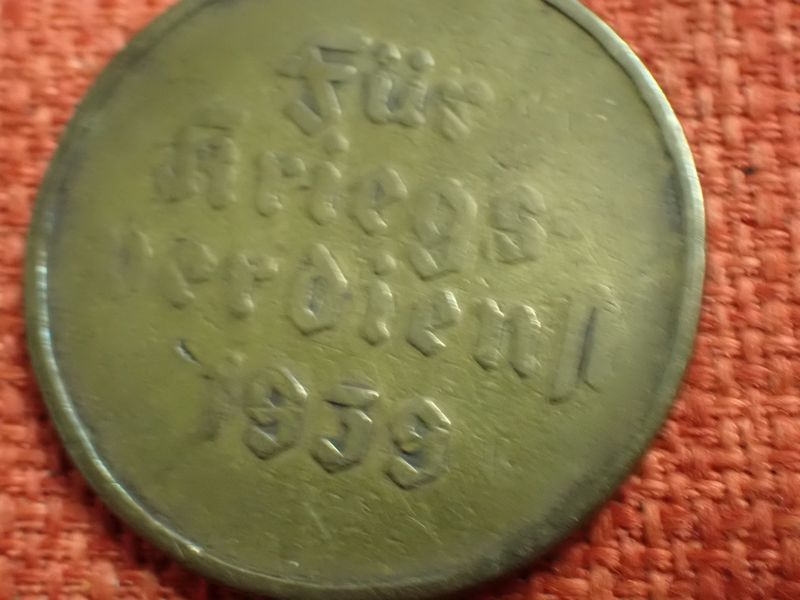 Für
Kriegs-
verdienst
1939